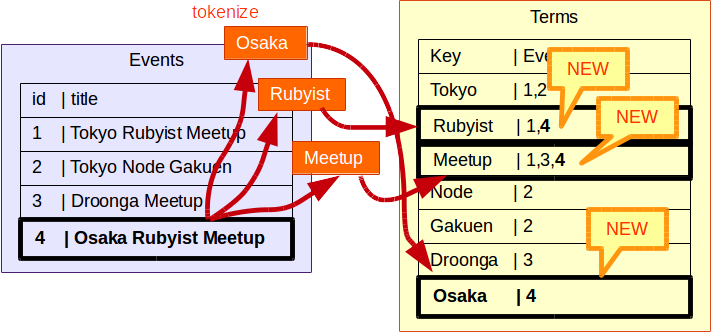 tokenize
Events
id | title
1 | Tokyo Rubyist Meetup
2 | Tokyo Node Gakuen
3 | Droonga Meetup
4 | Osaka Rubyist Meetup
Osaka
Rubyist
Meetup
Terms
Key | Eve
Tokyo | 1,2
Rubyist | 1,4
Meetup | 1,3,4
Node | 2
Gakuen | 2
Droonga | 3
Osaka | 4
NEW
NEW
NEW